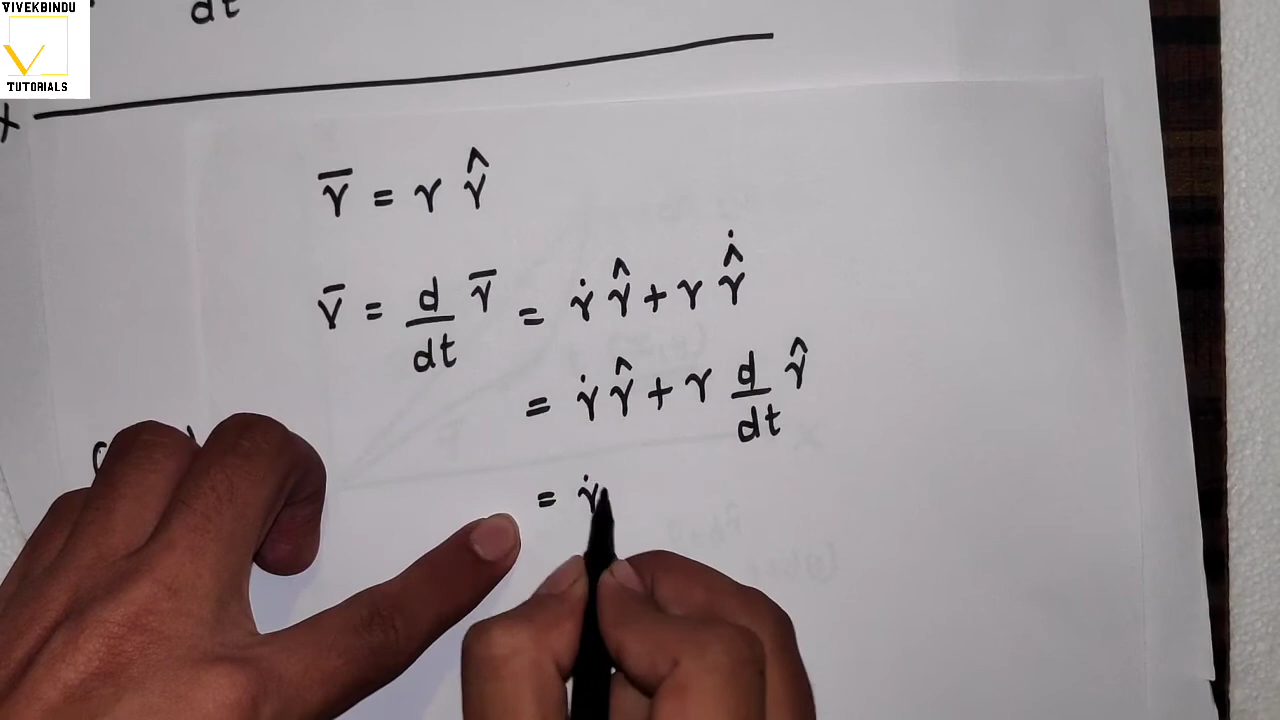 VIVEKBINDU
TUTORIALS
dt
r̄ = r r̂
v̄ = d/dt r̄ = ṙ r̂ + r r̂̇
= ṙ r̂ + r d/dt r̂
= ṙ